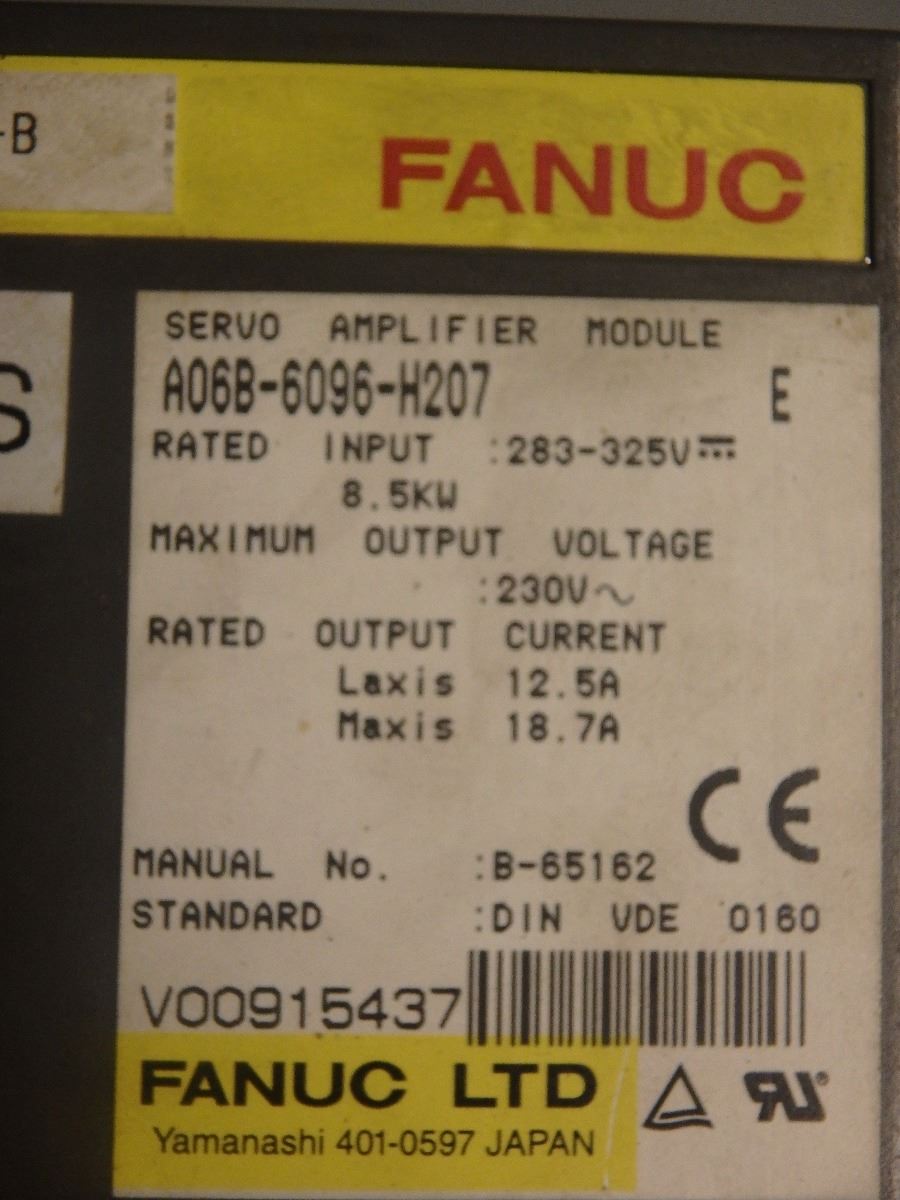 -B
FANUC
S
SERVO AMPLIFIER MODULE
A06B-6096-H207 E
RATED INPUT :283-325V⎓
8.5KW
MAXIMUM OUTPUT VOLTAGE
:230V~
RATED OUTPUT CURRENT
Laxis 12.5A
Maxis 18.7A
CE
MANUAL No. :B-65162
STANDARD :DIN VDE 0160
V00915437
FANUC LTD
Yamanashi 401-0597 JAPAN